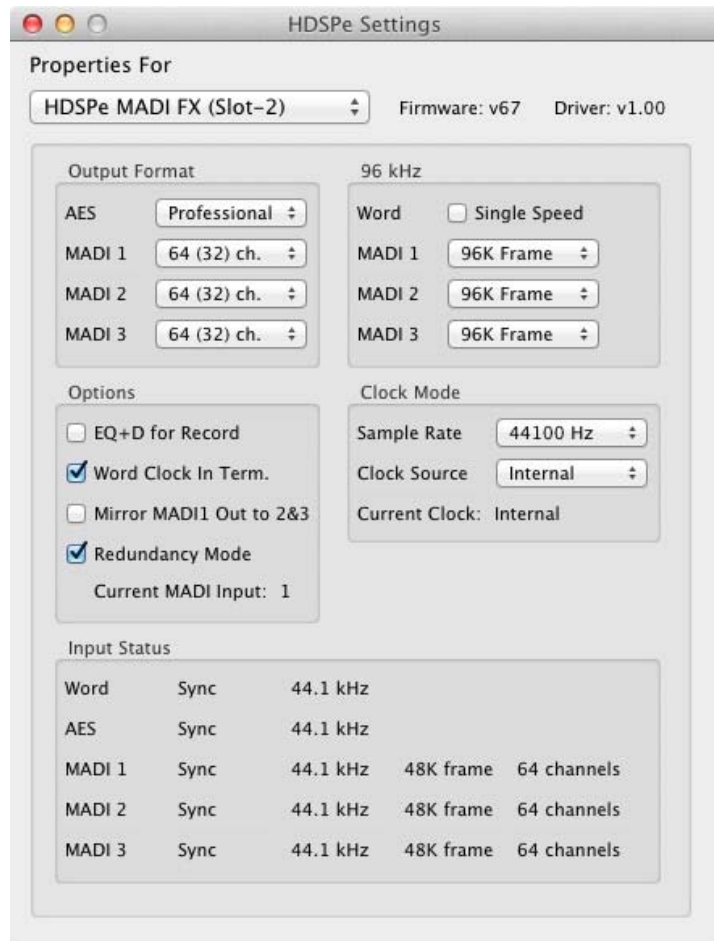 HDSPe Settings
Properties For
HDSPe MADI FX (Slot-2) Firmware: v67 Driver: v1.00
Output Format
AES Professional
MADI 1 64 (32) ch.
MADI 2 64 (32) ch.
MADI 3 64 (32) ch.
96 kHz
Word Single Speed
MADI 1 96K Frame
MADI 2 96K Frame
MADI 3 96K Frame
Options
EQ+D for Record
Word Clock In Term.
Mirror MADI1 Out to 2&3
Redundancy Mode
Current MADI Input: 1
Clock Mode
Sample Rate 44100 Hz
Clock Source Internal
Current Clock: Internal
Input Status
Word Sync 44.1 kHz
AES Sync 44.1 kHz
MADI 1 Sync 44.1 kHz 48K frame 64 channels
MADI 2 Sync 44.1 kHz 48K frame 64 channels
MADI 3 Sync 44.1 kHz 48K frame 64 channels